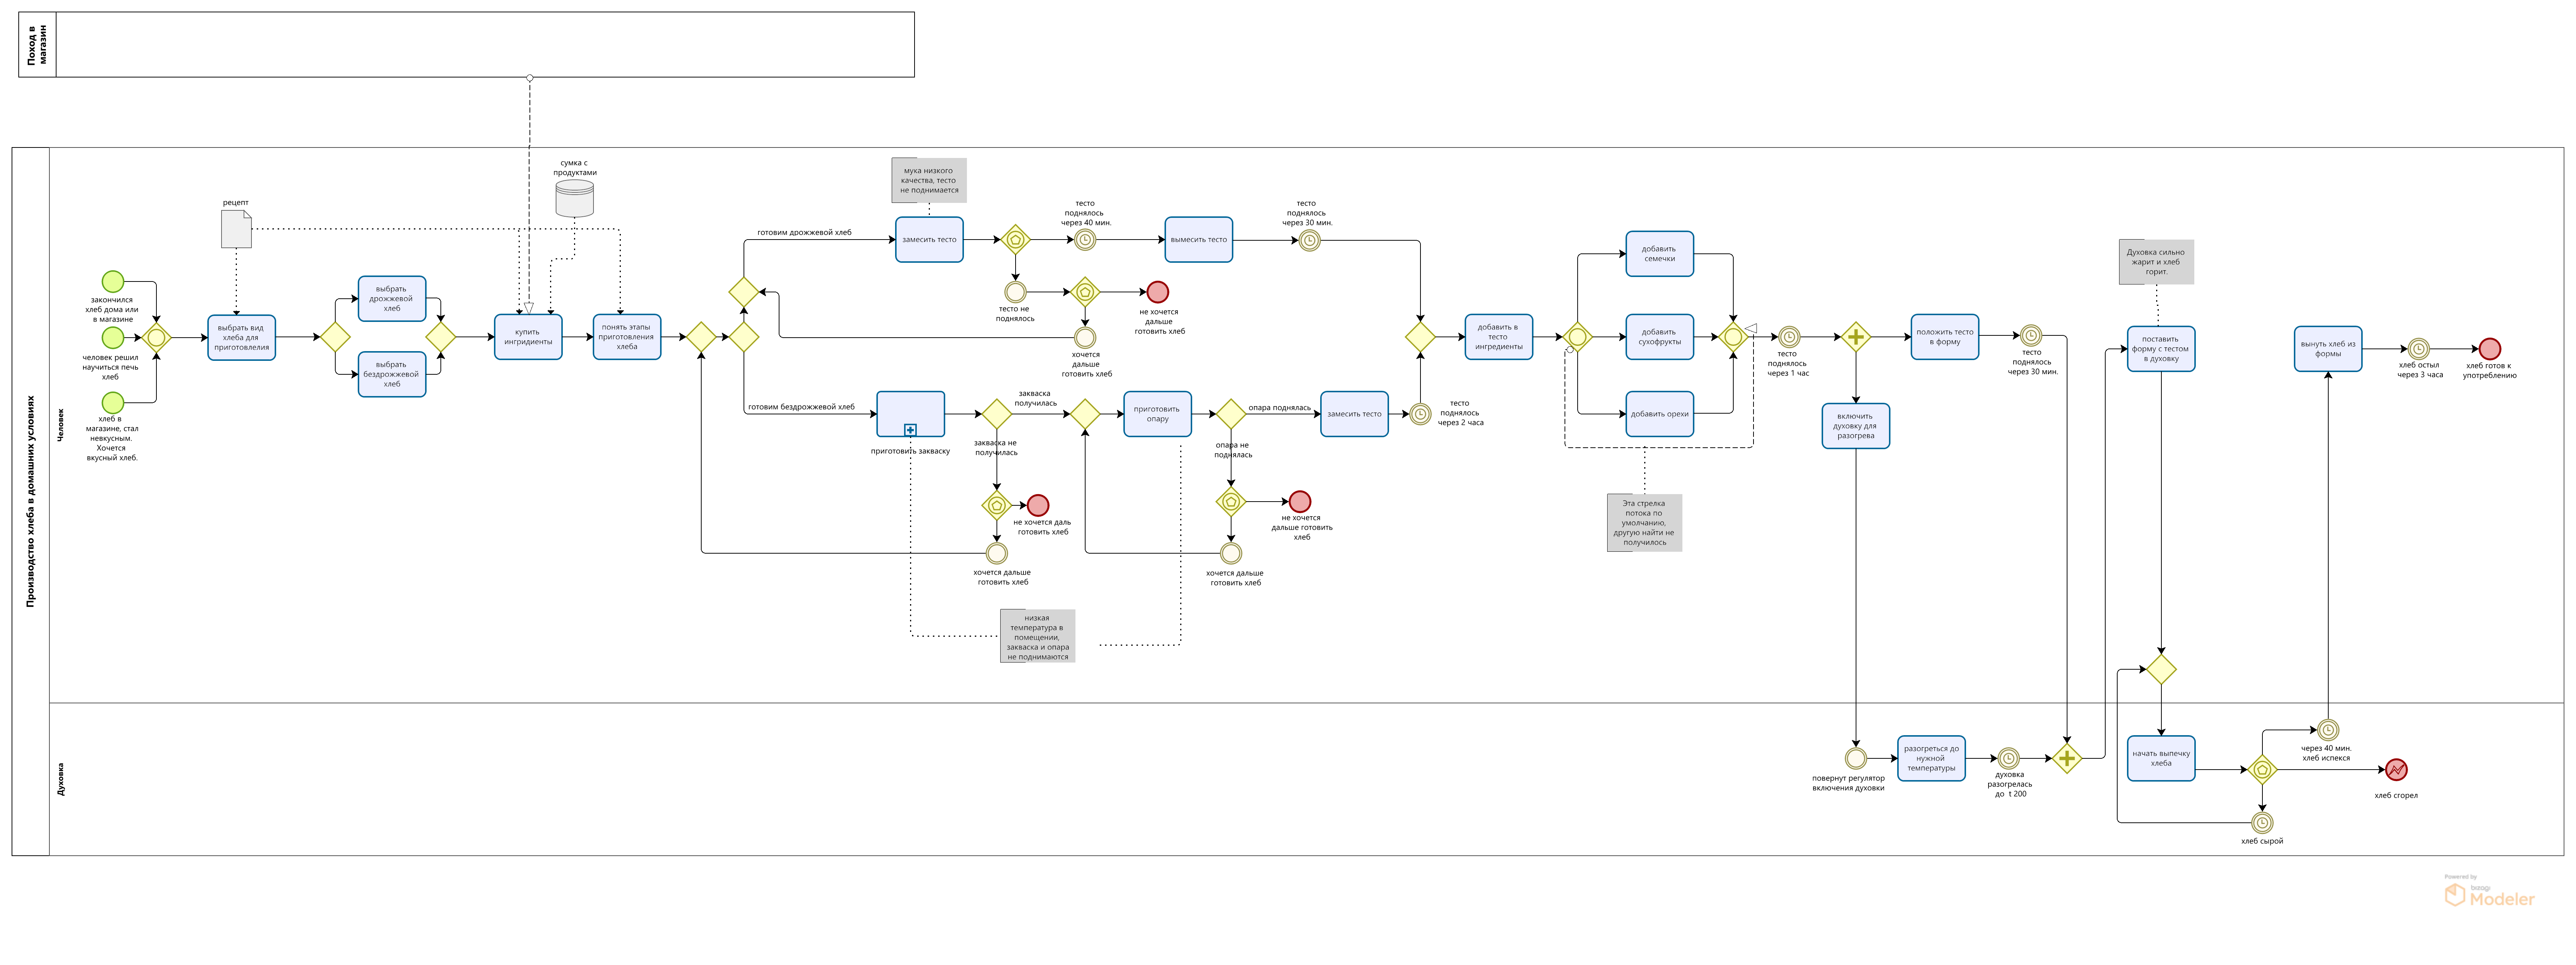 Поход в
магазин
Производство хлеба в домашних условиях
Человек
Духовка
рецепт
сумка с
продуктами
закончился
хлеб дома или
в магазине
человек решил
научиться печь
хлеб
хлеб в
магазине, стал
невкусным.
Хочется
вкусный хлеб.
выбрать вид
хлеба для
приготовлелия
выбрать
дрожжевой
хлеб
выбрать
бездрожжевой
хлеб
купить
ингридиенты
понять этапы
приготовления
хлеба
готовим дрожжевой хлеб
мука низкого
качества, тесто
не поднимается
замесить тесто
тесто
поднялось
через 40 мин.
тесто не
поднялось
не хочется
дальше
готовить хлеб
хочется
дальше
готовить хлеб
вымесить тесто
тесто
поднялось
через 30 мин.
готовим бездрожжевой хлеб
приготовить закваску
закваска
получилась
закваска не
получилась
не хочется даль
готовить хлеб
хочется дальше
готовить хлеб
приготовить
опару
опара поднялась
опара не
поднялась
не хочется
дальше готовить
хлеб
хочется дальше
готовить хлеб
низкая
температура в
помещении,
закваска и опара
не поднимаются
замесить тесто
тесто
поднялось
через 2 часа
добавить в
тесто
ингредиенты
добавить
семечки
добавить
сухофрукты
добавить орехи
Эта стрелка
потока по
умолчанию,
другую найти не
получилось
тесто
поднялось
через 1 час
включить
духовку для
разогрева
положить тесто
в форму
тесто
поднялось
через 30 мин.
Духовка сильно
жарит и хлеб
горит.
поставить
форму с тестом
в духовку
вынуть хлеб из
формы
хлеб остыл
через 3 часа
хлеб готов к
употреблению
повернут регулятор
включения духовки
разогреться до
нужной
температуры
духовка
разогрелась
до t 200
начать выпечку
хлеба
через 40 мин.
хлеб испекся
хлеб сгорел
хлеб сырой
Powered by
bizagi
Modeler